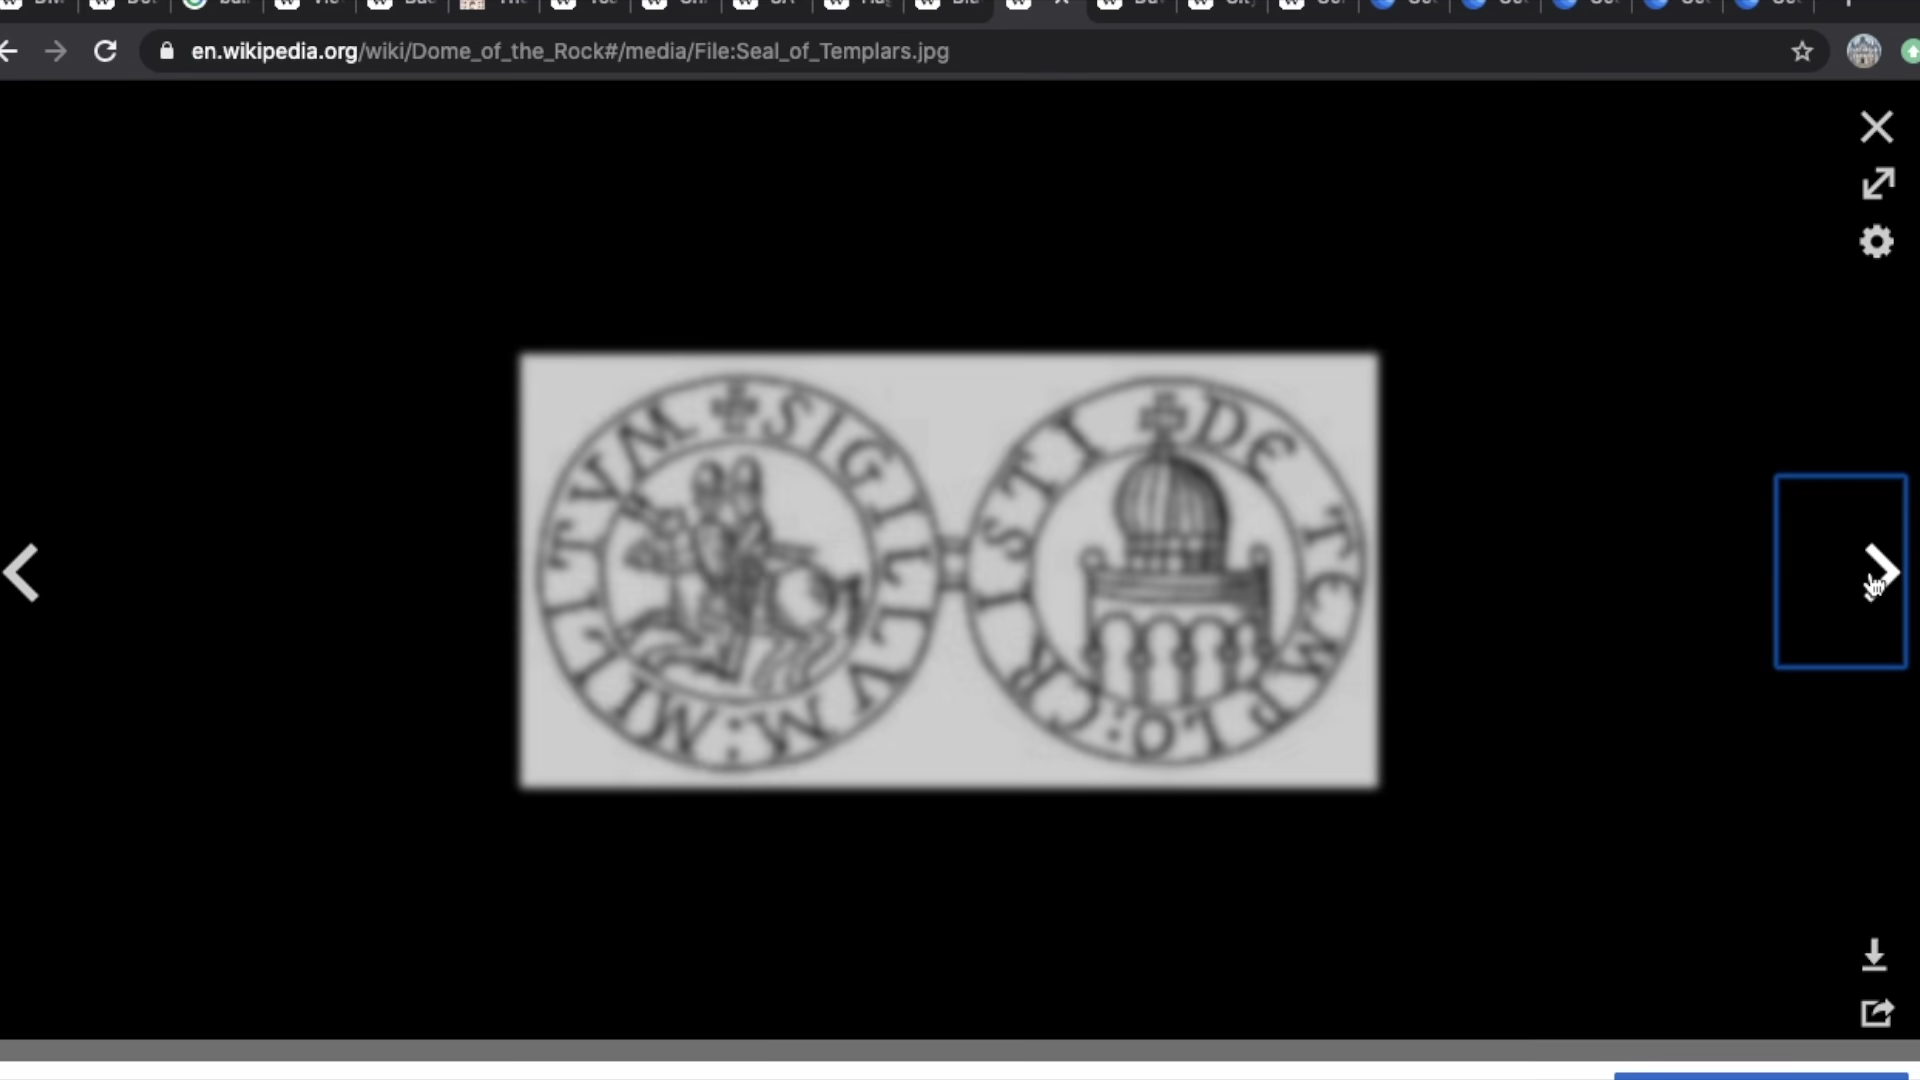 en.wikipedia.org/wiki/Dome_of_the_Rock#/media/File:Seal_of_Templars.jpg
✠SIGILLVM:MILITVM
✠DE TEMPLO:CRISTI